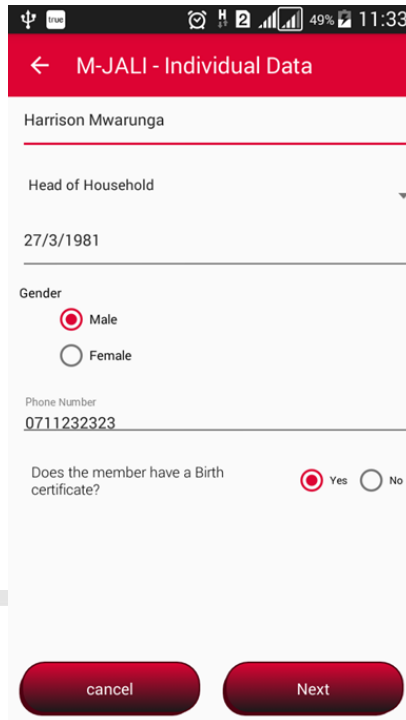 true
H 2 49% 11:33
M-JALI - Individual Data
Harrison Mwarunga
Head of Household
27/3/1981
Gender
Male
Female
Phone Number
0711232323
Does the member have a Birth
certificate?
Yes No
cancel Next